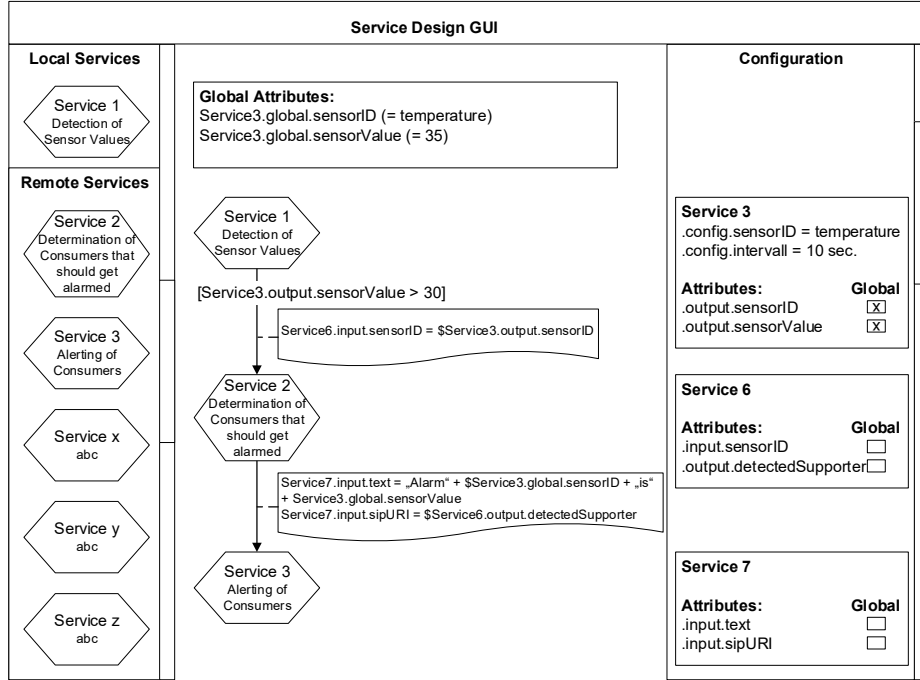 Service Design GUI
Local Services
Service 1
Detection of
Sensor Values
Remote Services
Service 2
Determination of
Consumers that
should get
alarmed
Service 3
Alerting of
Consumers
Service x
abc
Service y
abc
Service z
abc
Global Attributes:
Service3.global.sensorID (= temperature)
Service3.global.sensorValue (= 35)
Service 1
Detection of
Sensor Values
[Service3.output.sensorValue > 30]
Service6.input.sensorID = $Service3.output.sensorID
Service 2
Determination of
Consumers that
should get
alarmed
Service7.input.text = „Alarm“ + $Service3.global.sensorID + „is“
+ Service3.global.sensorValue
Service7.input.sipURI = $Service6.output.detectedSupporter
Service 3
Alerting of
Consumers
Configuration
Service 3
.config.sensorID = temperature
.config.intervall = 10 sec.
Attributes: Global
.output.sensorID X
.output.sensorValue X
Service 6
Attributes: Global
.input.sensorID
.output.detectedSupporter
Service 7
Attributes: Global
.input.text
.input.sipURI